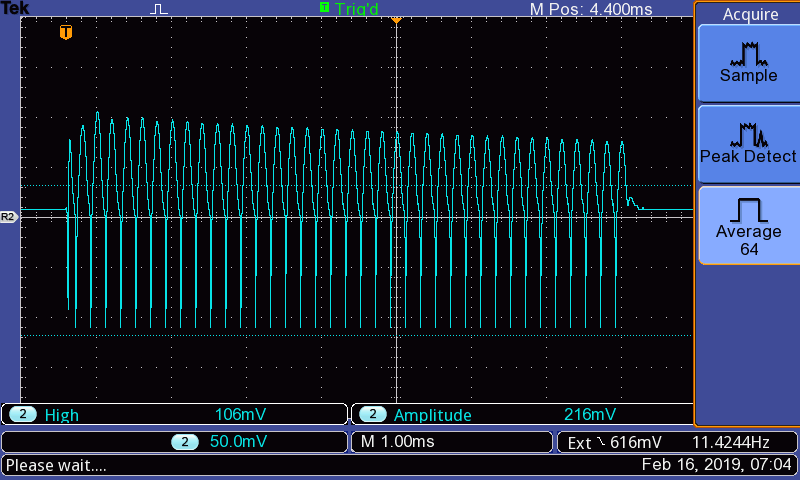 Tek T Trig'd M Pos: 4.400ms
Acquire
T
Sample
Peak Detect
R2
Average
64
2 High 106mV 2 Amplitude 216mV
2 50.0mV M 1.00ms Ext 616mV 11.4244Hz
Please wait.... Feb 16, 2019, 07:04